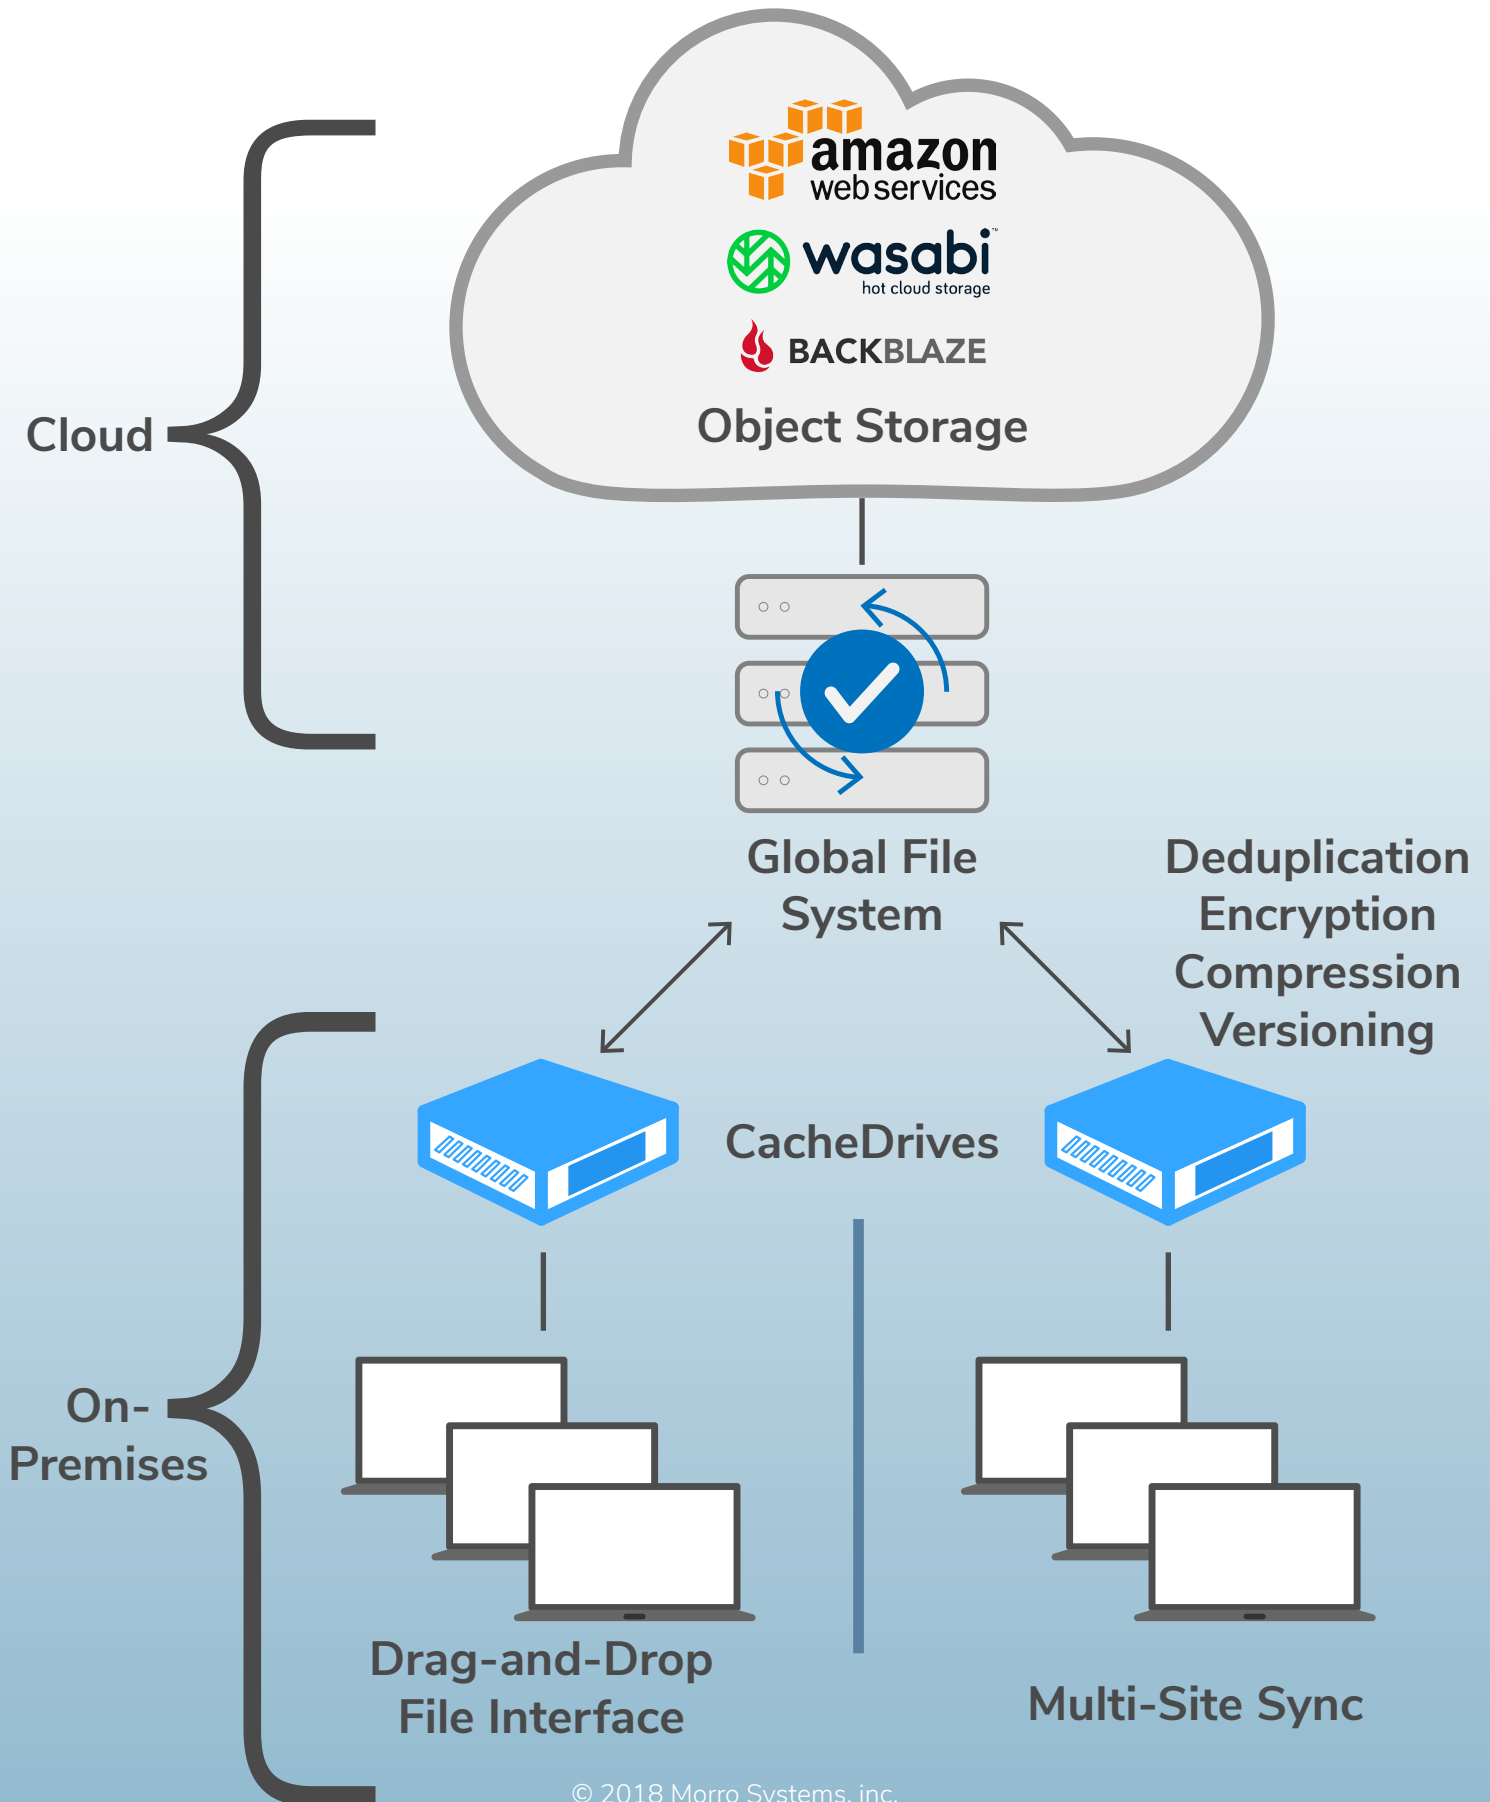 amazon
web services
wasabi™
hot cloud storage
BACKBLAZE
Object Storage
Cloud
Global File
System
Deduplication
Encryption
Compression
Versioning
CacheDrives
On-
Premises
Drag-and-Drop
File Interface
Multi-Site Sync
© 2018 Morro Systems, inc.